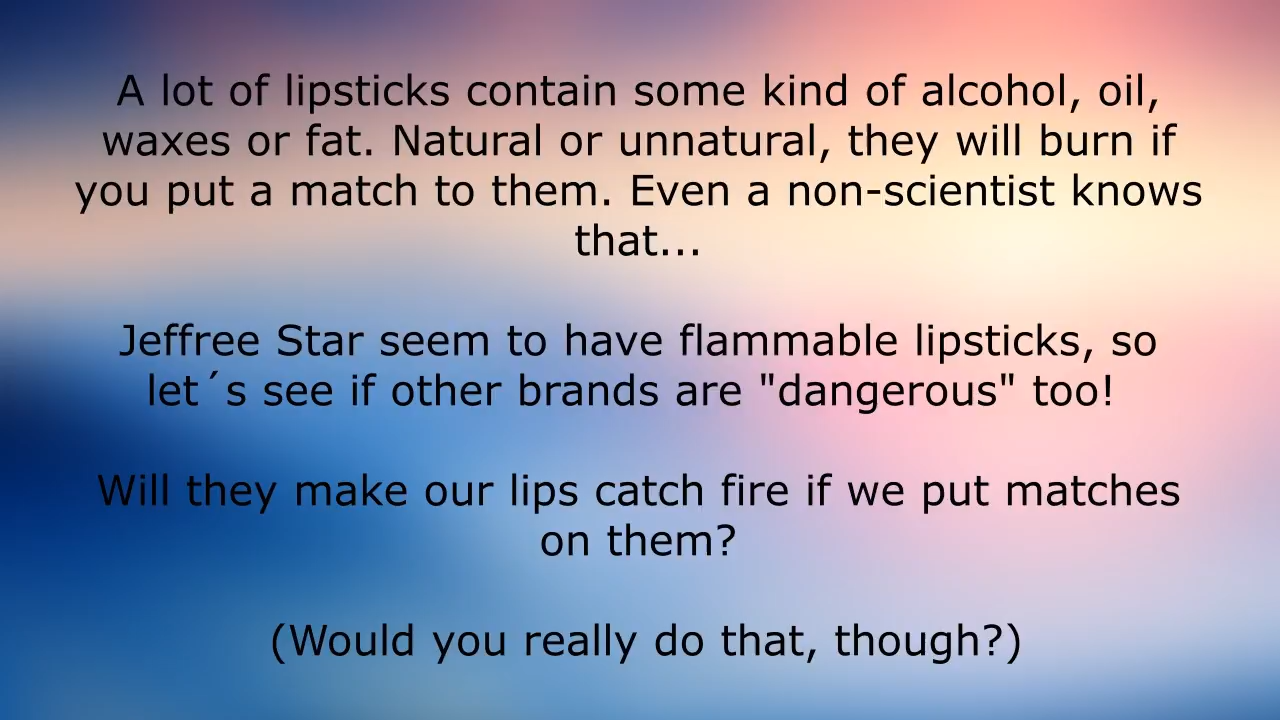 A lot of lipsticks contain some kind of alcohol, oil,
waxes or fat. Natural or unnatural, they will burn if
you put a match to them. Even a non-scientist knows
that...
Jeffree Star seem to have flammable lipsticks, so
let´s see if other brands are "dangerous" too!
Will they make our lips catch fire if we put matches
on them?
(Would you really do that, though?)